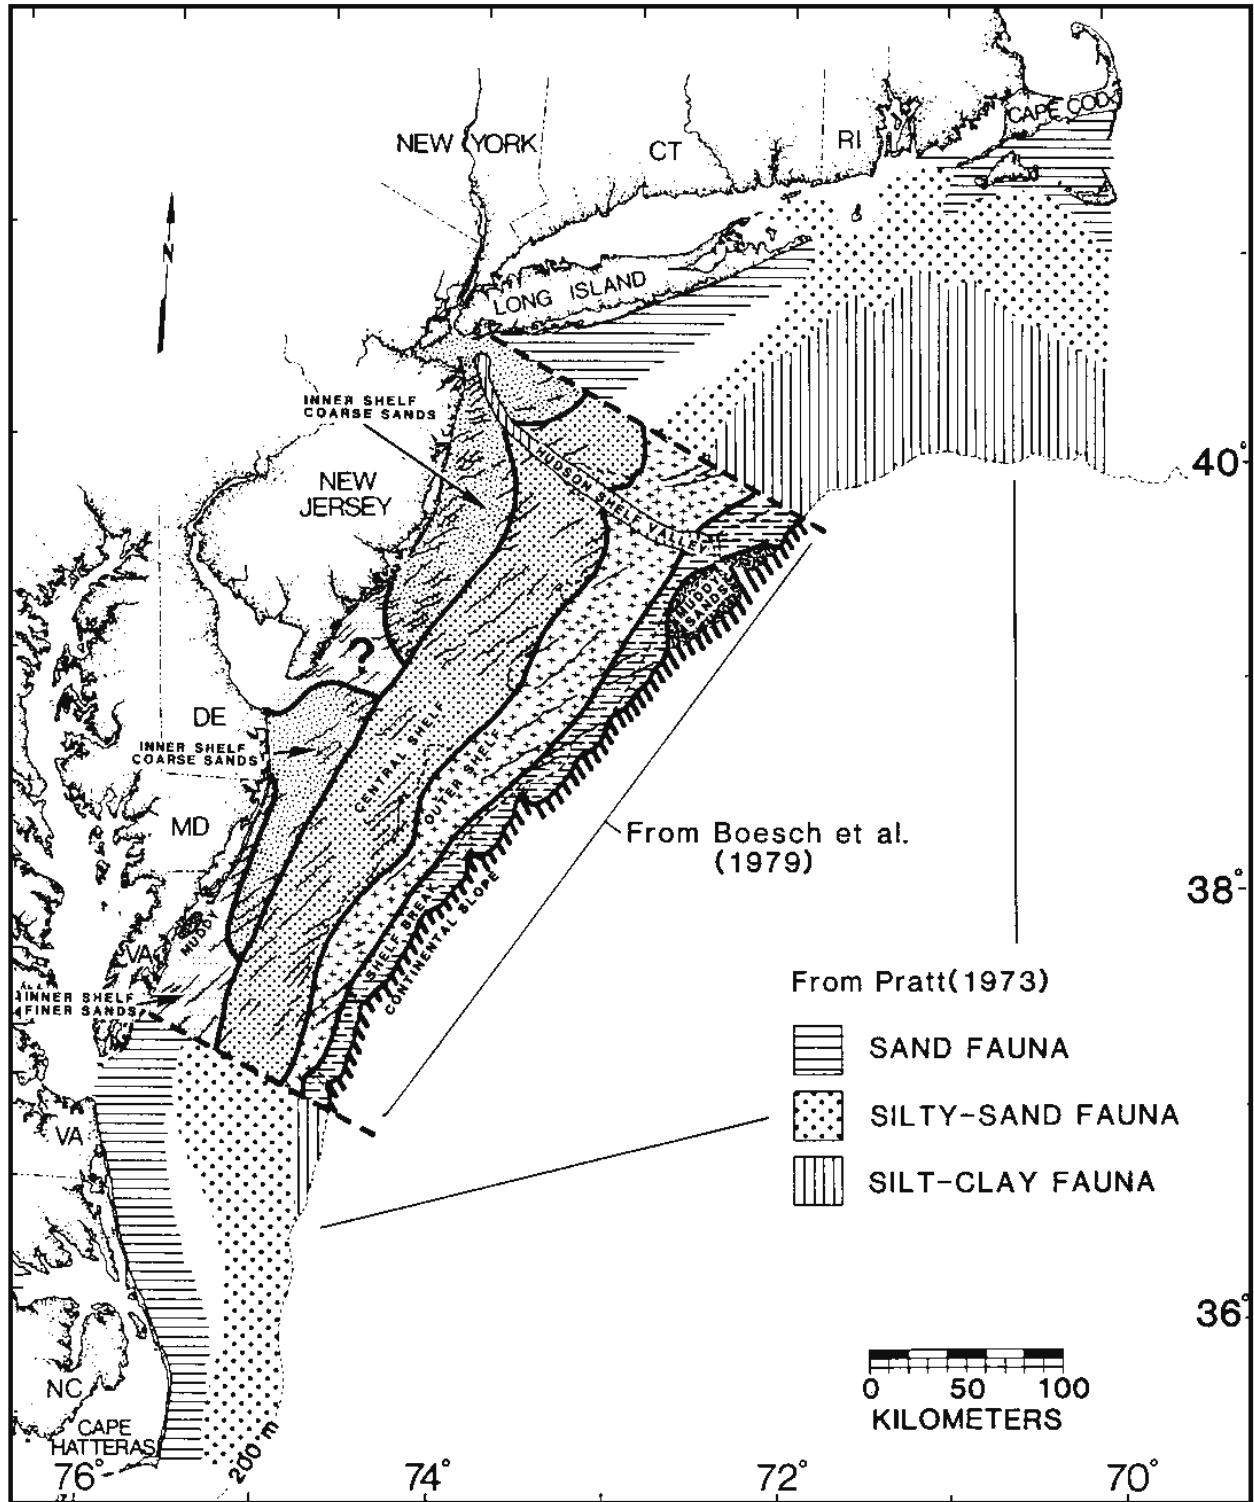 CAPE COD
NEW YORK
CT
RI
N
LONG ISLAND
INNER SHELF
COARSE SANDS
NEW
JERSEY
HUDSON SHELF VALLEY
40°
MUDDY
SANDS
?
DE
INNER SHELF
COARSE SANDS
CENTRAL SHELF
OUTER SHELF
MD
From Boesch et al.
(1979)
38°
MUDDY
VA
SHELF BREAK
CONTINENTAL SLOPE
INNER SHELF
FINER SANDS
From Pratt(1973)
SAND FAUNA
SILTY-SAND FAUNA
SILT-CLAY FAUNA
VA
36°
0 50 100
KILOMETERS
NC
CAPE
HATTERAS
200 m
76° 74° 72° 70°